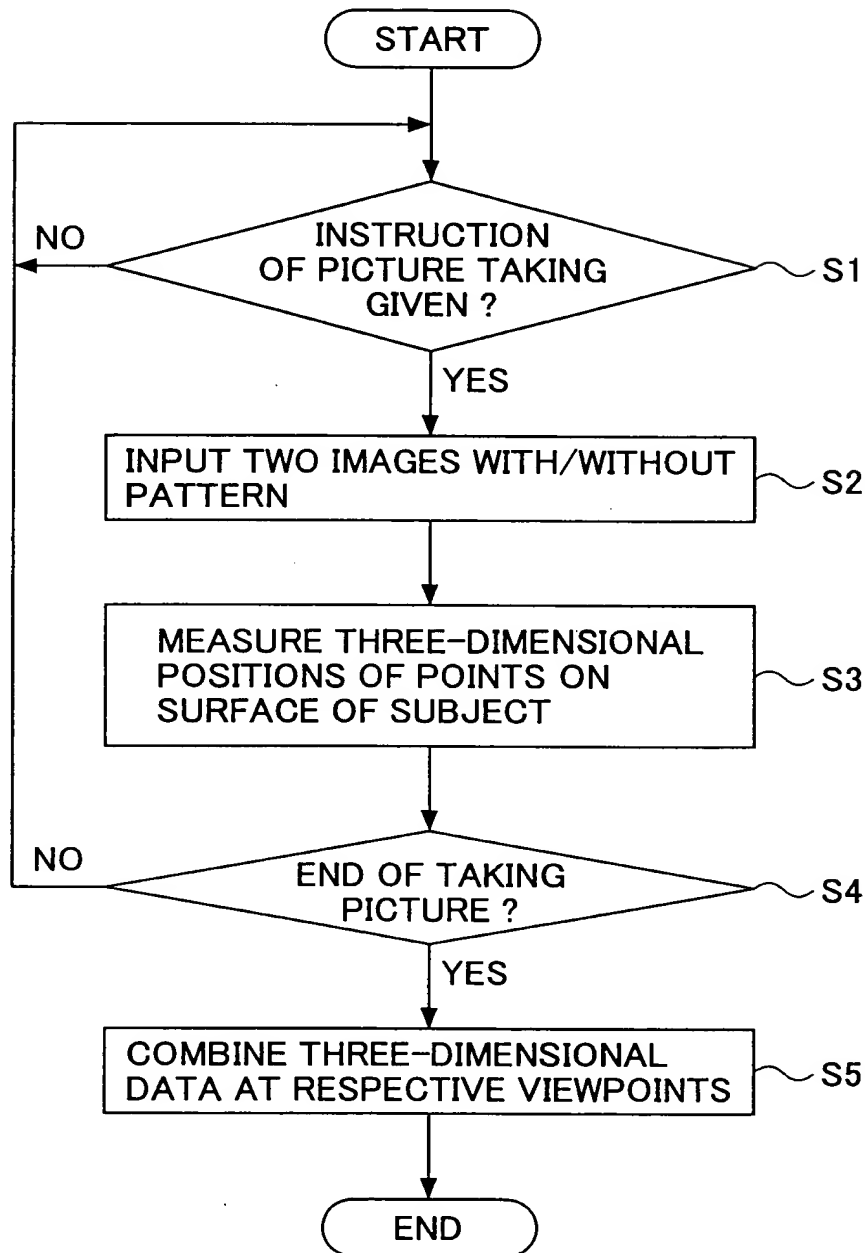 START
INSTRUCTION
OF PICTURE TAKING
GIVEN ?
NO
S1
YES
INPUT TWO IMAGES WITH/WITHOUT
PATTERN
S2
MEASURE THREE-DIMENSIONAL
POSITIONS OF POINTS ON
SURFACE OF SUBJECT
S3
NO
END OF TAKING
PICTURE ?
S4
YES
COMBINE THREE-DIMENSIONAL
DATA AT RESPECTIVE VIEWPOINTS
S5
END